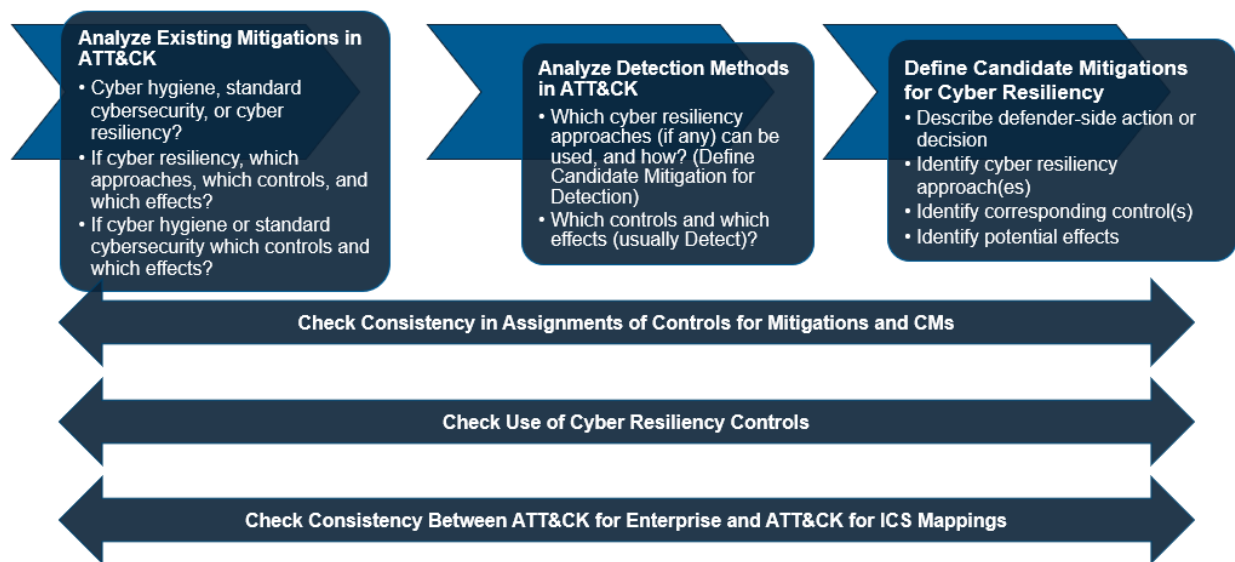 Analyze Existing Mitigations in
ATT&CK
• Cyber hygiene, standard
cybersecurity, or cyber
resiliency?
• If cyber resiliency, which
approaches, which controls, and
which effects?
• If cyber hygiene or standard
cybersecurity which controls and
which effects?
Analyze Detection Methods
in ATT&CK
• Which cyber resiliency
approaches (if any) can be
used, and how? (Define
Candidate Mitigation for
Detection)
• Which controls and which
effects (usually Detect)?
Define Candidate Mitigations
for Cyber Resiliency
• Describe defender-side action or
decision
• Identify cyber resiliency
approach(es)
• Identify corresponding control(s)
• Identify potential effects
Check Consistency in Assignments of Controls for Mitigations and CMs
Check Use of Cyber Resiliency Controls
Check Consistency Between ATT&CK for Enterprise and ATT&CK for ICS Mappings